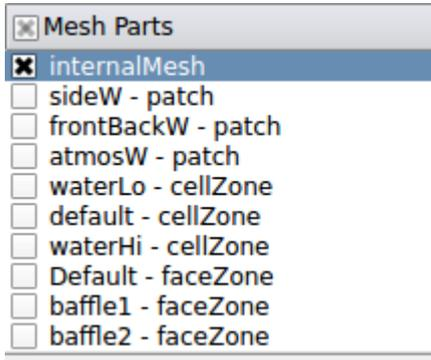 Mesh Parts
internalMesh
sideW - patch
frontBackW - patch
atmosW - patch
waterLo - cellZone
default - cellZone
waterHi - cellZone
Default - faceZone
baffle1 - faceZone
baffle2 - faceZone